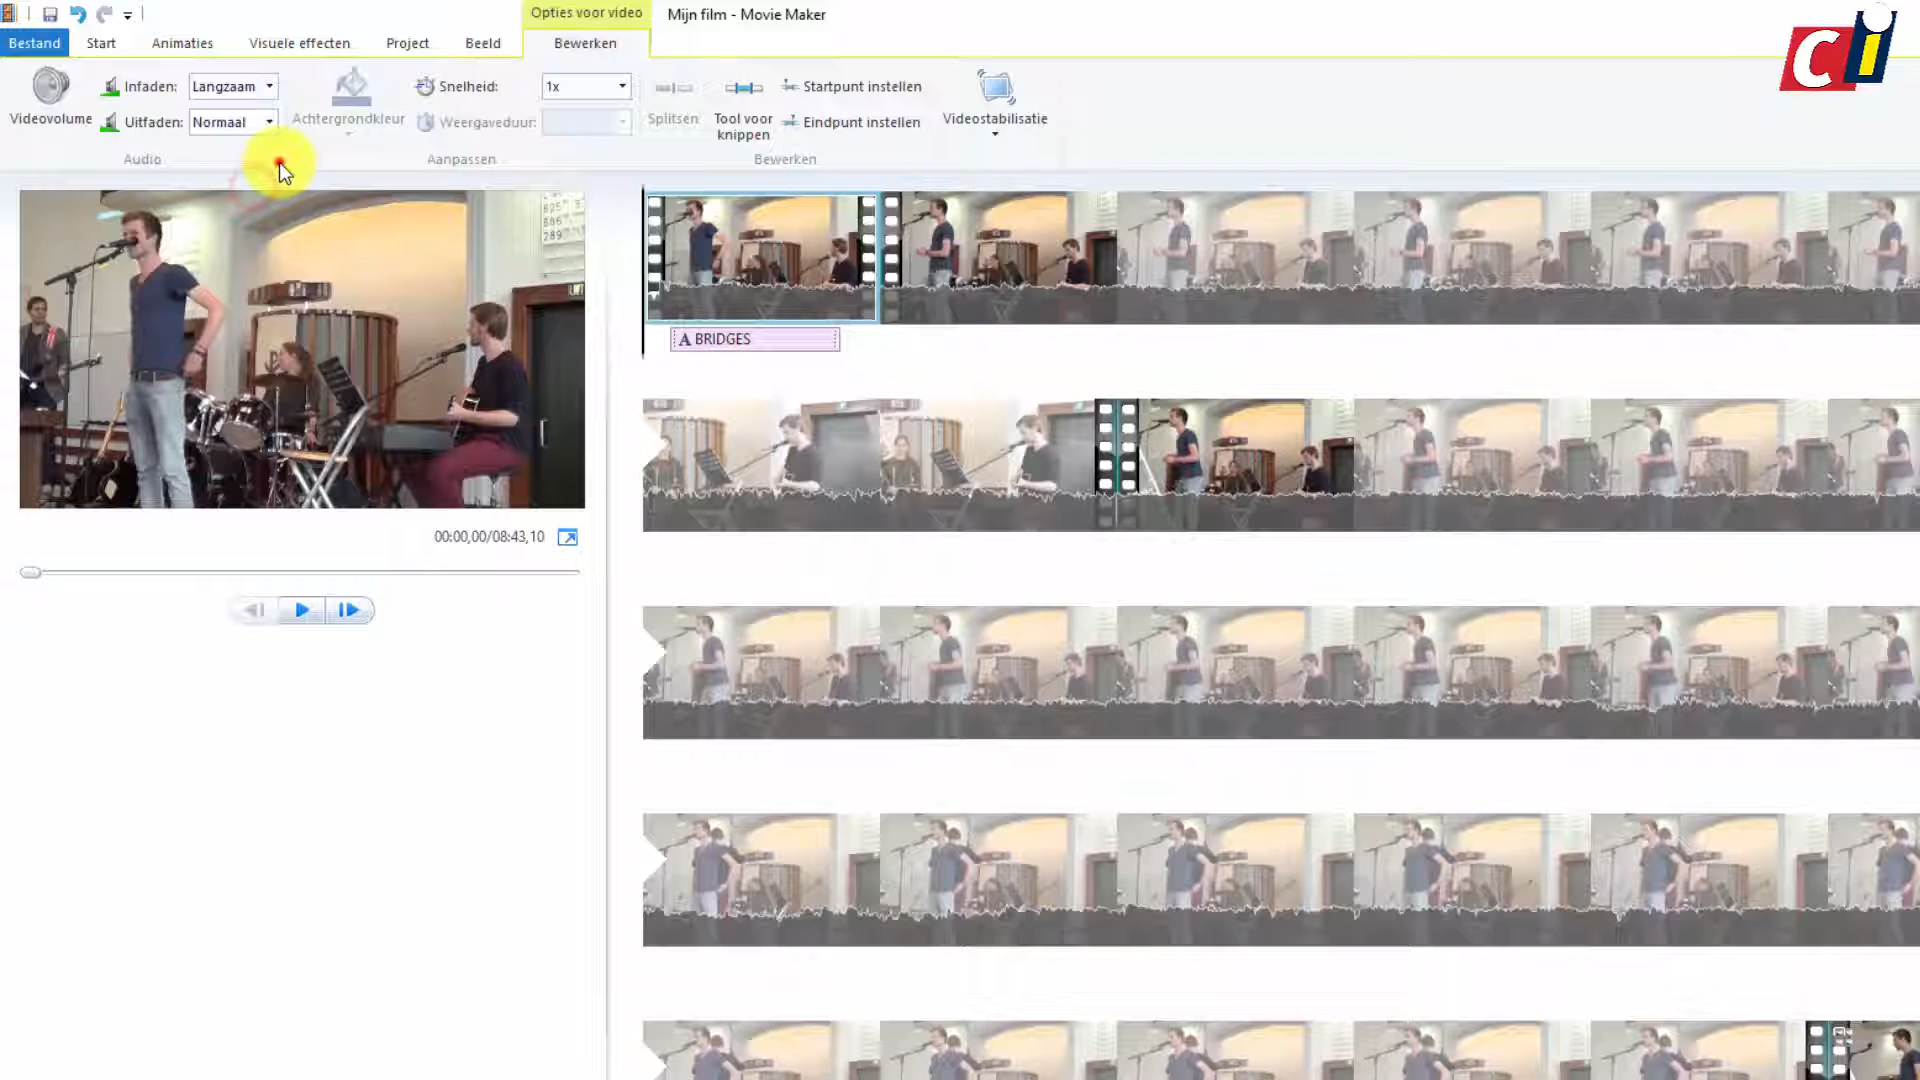 Opties voor video
Mijn film - Movie Maker
Bestand
Start
Animaties
Visuele effecten
Project
Beeld
Bewerken
Videovolume
Infaden:
Langzaam
Uitfaden:
Normaal
Audio
Achtergrondkleur
Snelheid:
1x
Weergaveduur:
Aanpassen
Splitsen
Tool voor
knippen
Startpunt instellen
Eindpunt instellen
Bewerken
Videostabilisatie
Ci
289
A BRIDGES
00:00,00/08:43,10